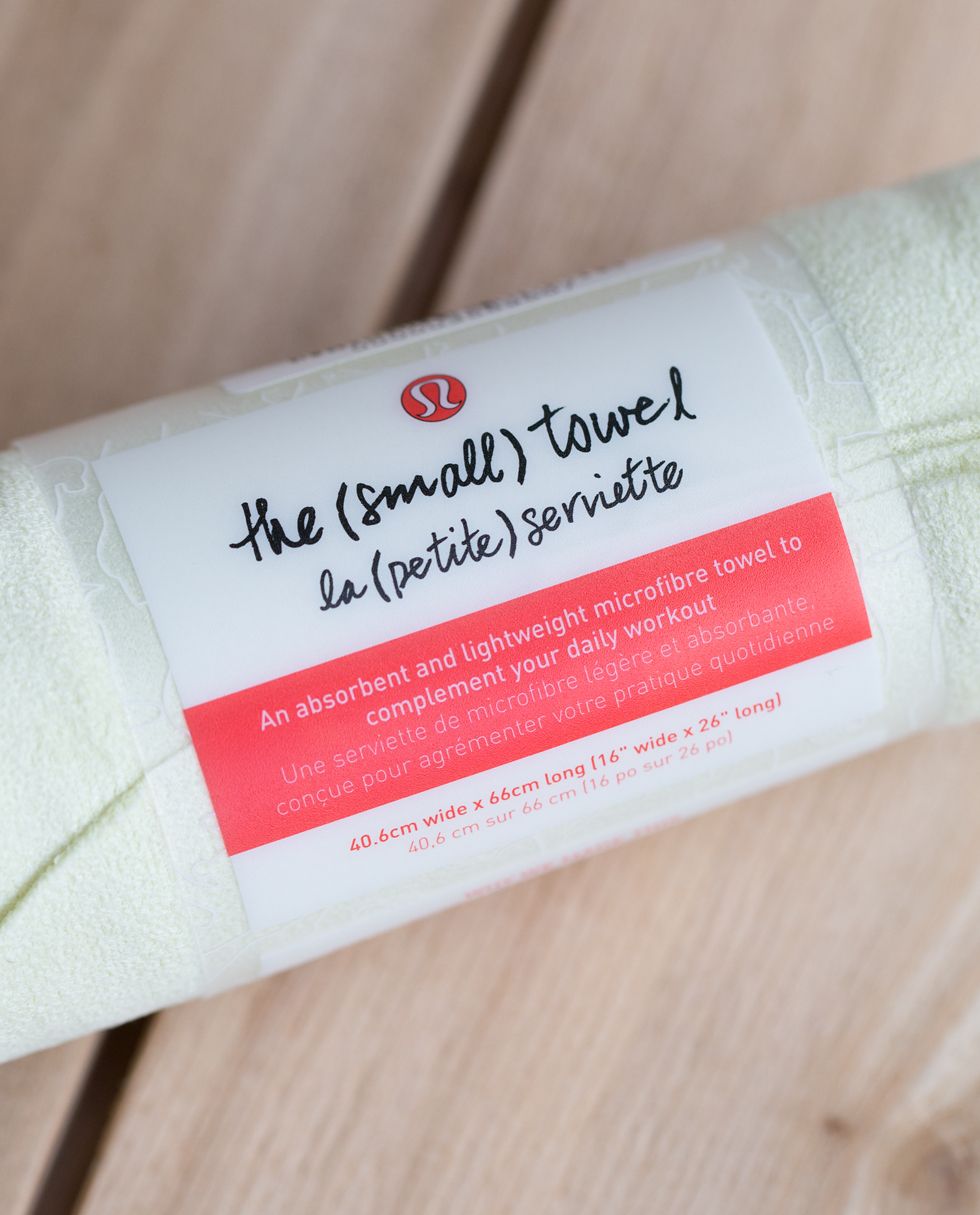 the (small) towel
la (petite) serviette
An absorbent and lightweight microfibre towel to
complement your daily workout
Une serviette de microfibre légère et absorbante,
conçue pour agrémenter votre pratique quotidienne
40.6cm wide x 66cm long (16" wide x 26" long)
40,6 cm sur 66 cm (16 po sur 26 po)